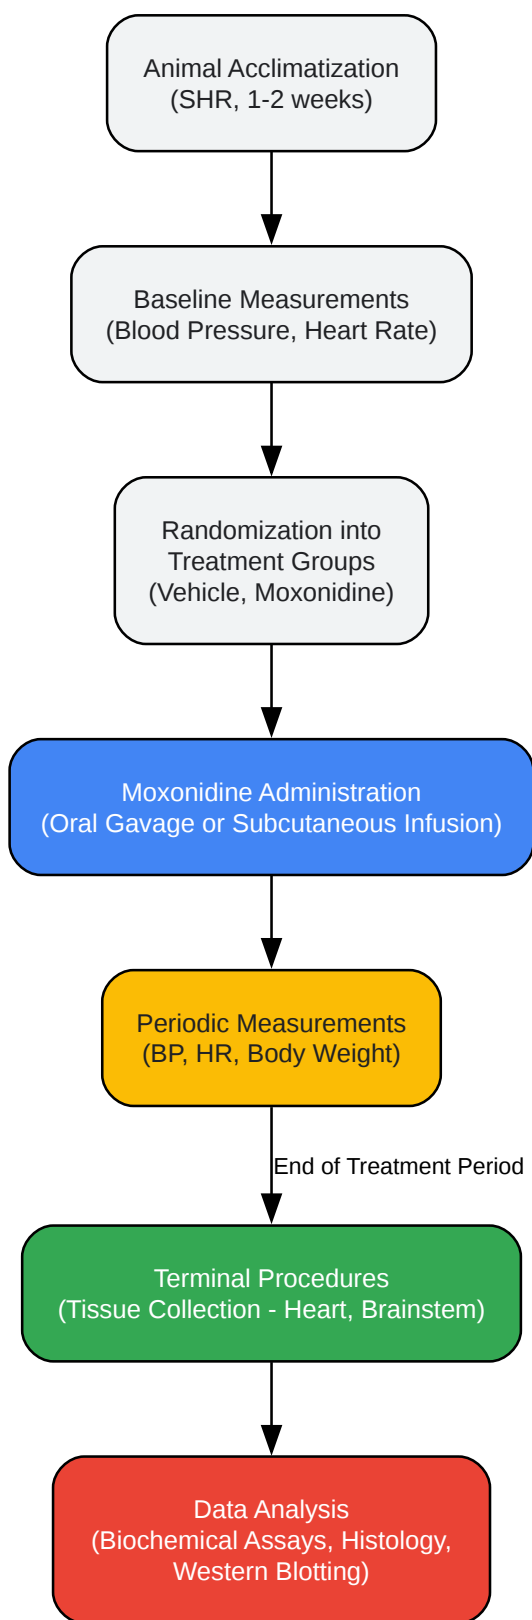 Animal Acclimatization
(SHR, 1-2 weeks)
Baseline Measurements
(Blood Pressure, Heart Rate)
Randomization into
Treatment Groups
(Vehicle, Moxonidine)
Moxonidine Administration
(Oral Gavage or Subcutaneous Infusion)
Periodic Measurements
(BP, HR, Body Weight)
End of Treatment Period
Terminal Procedures
(Tissue Collection - Heart, Brainstem)
Data Analysis
(Biochemical Assays, Histology,
Western Blotting)